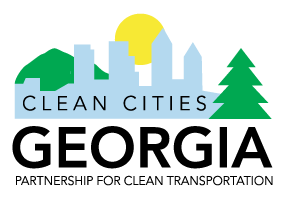 CLEAN CITIES
GEORGIA
PARTNERSHIP FOR CLEAN TRANSPORTATION